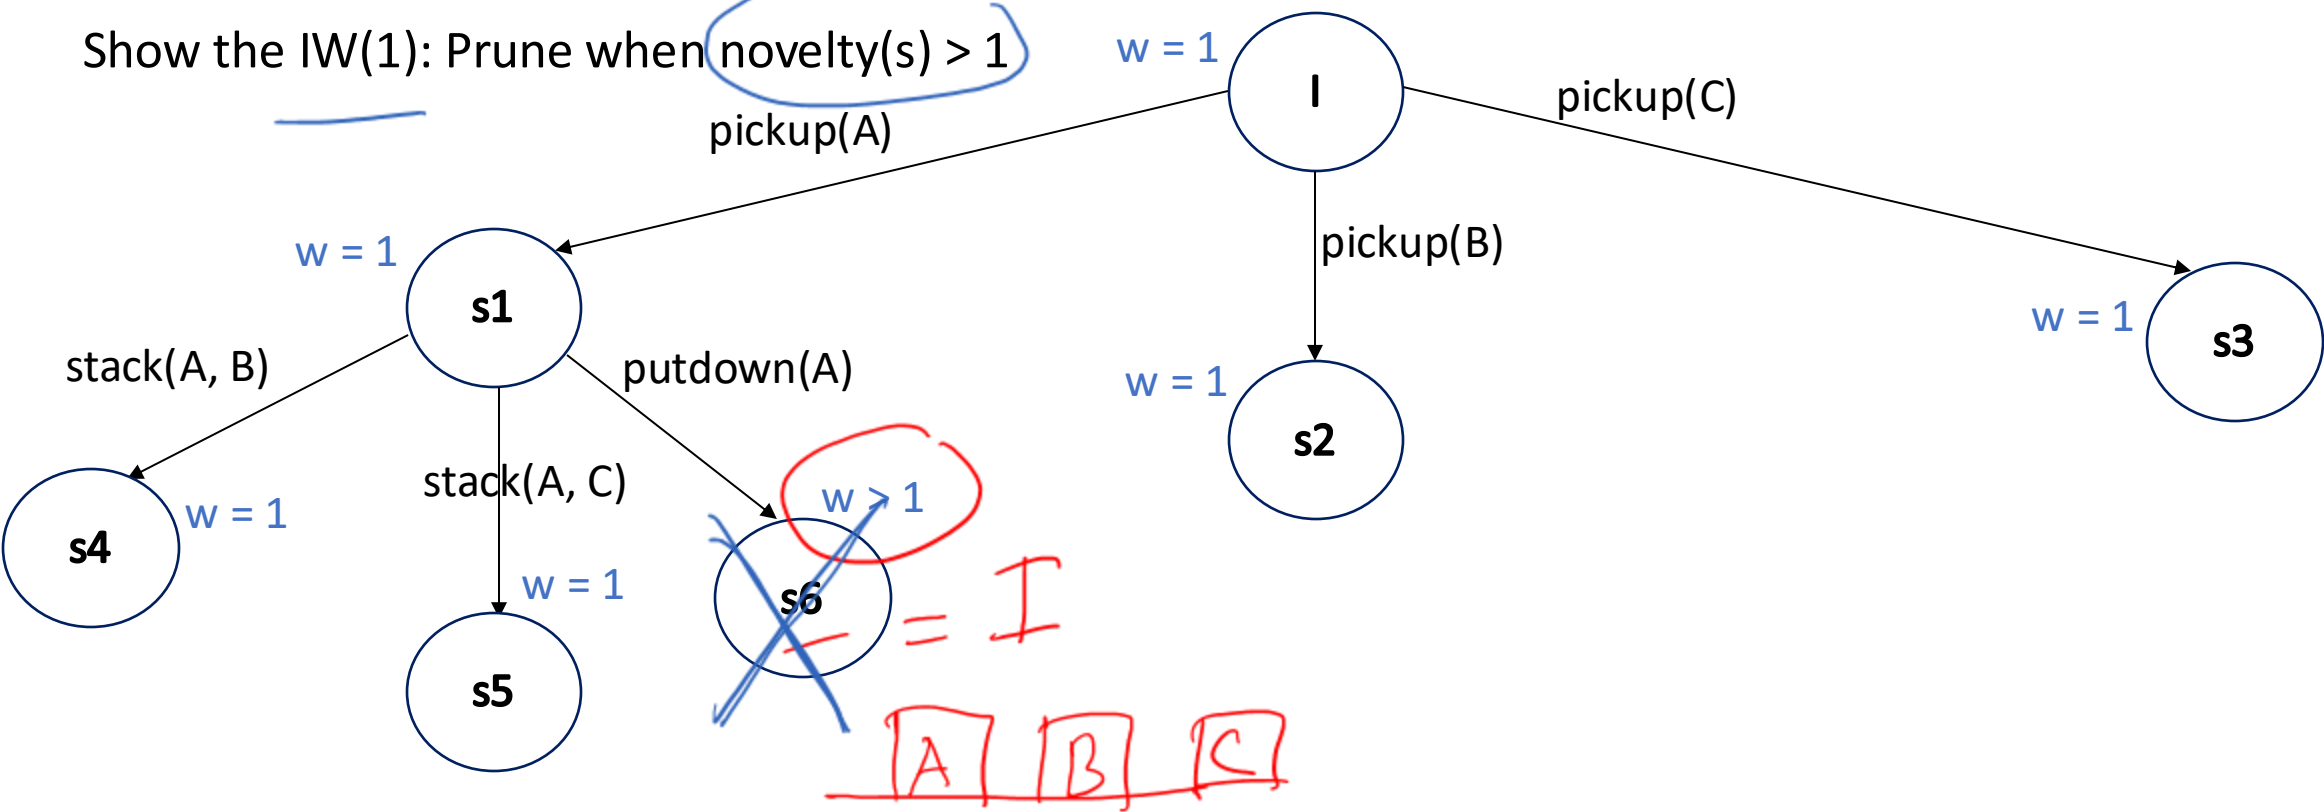 Show the IW(1): Prune when novelty(s) > 1
w = 1
I
pickup(A)
pickup(C)
w = 1
s1
pickup(B)
w = 1
s3
stack(A, B)
putdown(A)
w = 1
s2
stack(A, C)
w > 1
s4
w = 1
w = 1
s6
= I
s5
A B C